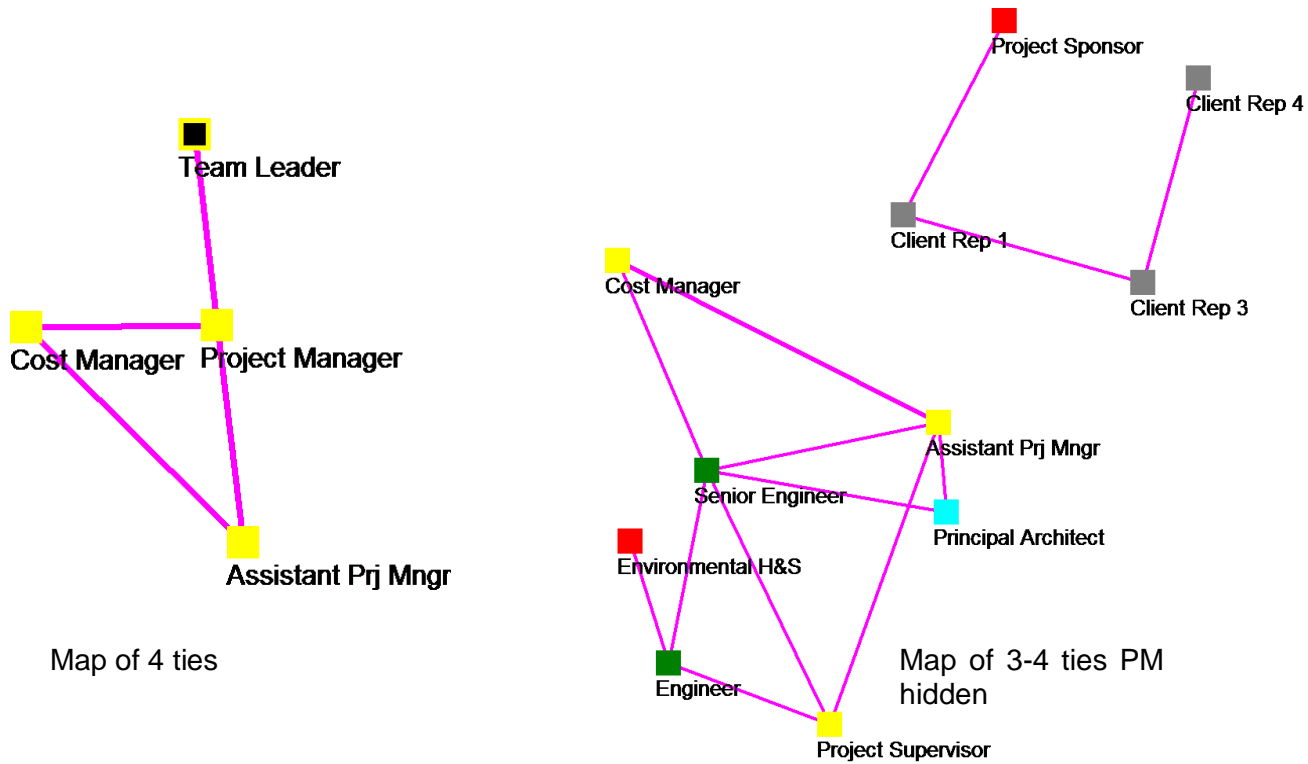 Project Sponsor
Client Rep 4
Team Leader
Client Rep 1
Cost Manager
Client Rep 3
Cost Manager
Project Manager
Assistant Prj Mngr
Senior Engineer
Principal Architect
Environmental H&S
Assistant Prj Mngr
Map of 4 ties
Map of 3-4 ties PM
hidden
Engineer
Project Supervisor